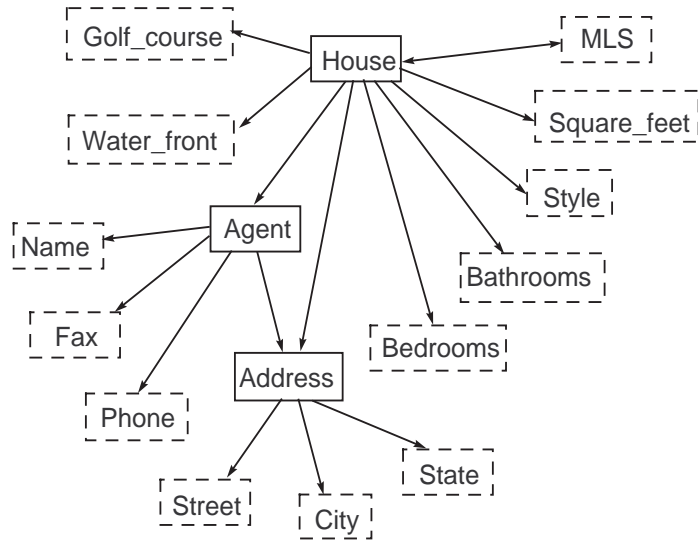 Golf_course
House
MLS
Water_front
Square_feet
Style
Agent
Name
Bathrooms
Fax
Bedrooms
Address
Phone
State
Street
City